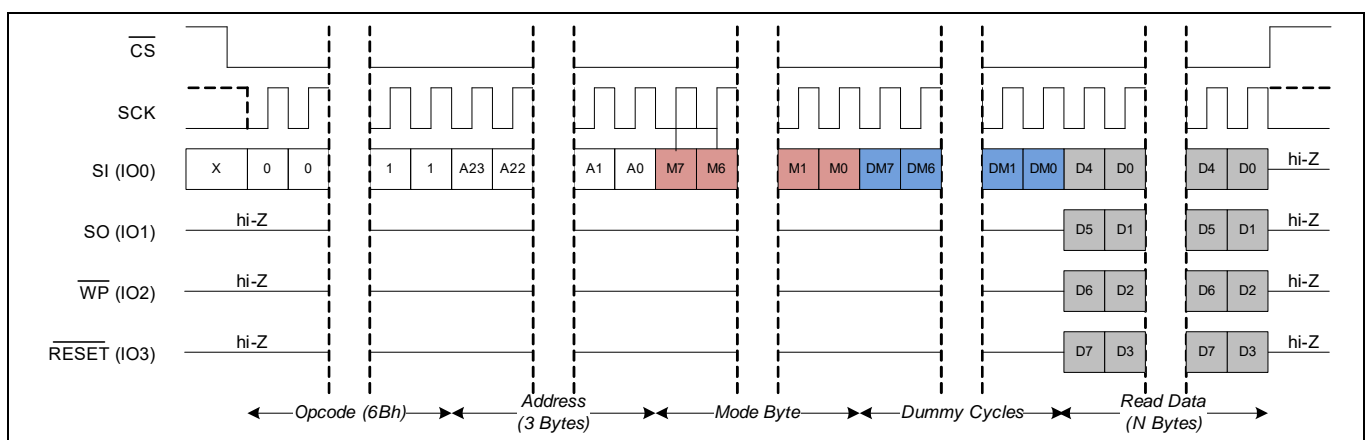 CS
SCK
SI (IO0) X 0 0 1 1 A23 A22 A1 A0 M7 M6 M1 M0 DM7 DM6 DM1 DM0 D4 D0 D4 D0 hi-Z
SO (IO1) hi-Z D5 D1 D5 D1 hi-Z
WP (IO2) hi-Z D6 D2 D6 D2 hi-Z
RESET (IO3) hi-Z D7 D3 D7 D3 hi-Z
Opcode (6Bh) Address (3 Bytes) Mode Byte Dummy Cycles Read Data (N Bytes)